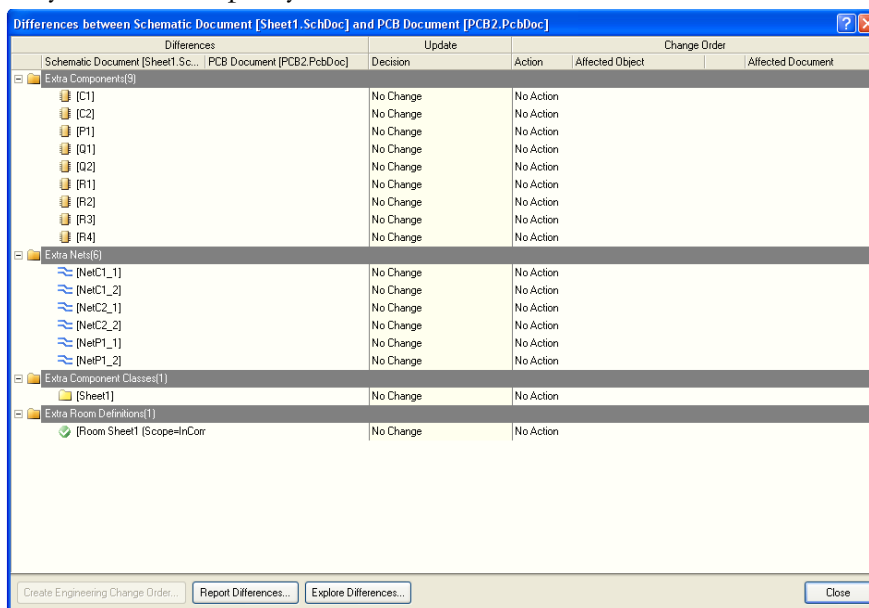 Differences between Schematic Document [Sheet1.SchDoc] and PCB Document [PCB2.PcbDoc]
Differences Update Change Order
Schematic Document [Sheet1.Sc... PCB Document [PCB2.PcbDoc] Decision Action Affected Object Affected Document
Extra Components(9)
[C1] No Change No Action
[C2] No Change No Action
[P1] No Change No Action
[Q1] No Change No Action
[Q2] No Change No Action
[R1] No Change No Action
[R2] No Change No Action
[R3] No Change No Action
[R4] No Change No Action
Extra Nets(6)
[NetC1_1] No Change No Action
[NetC1_2] No Change No Action
[NetC2_1] No Change No Action
[NetC2_2] No Change No Action
[NetP1_1] No Change No Action
[NetP1_2] No Change No Action
Extra Component Classes(1)
[Sheet1] No Change No Action
Extra Room Definitions(1)
[Room Sheet1 (Scope=InCorr No Change No Action
Create Engineering Change Order... Report Differences... Explore Differences... Close